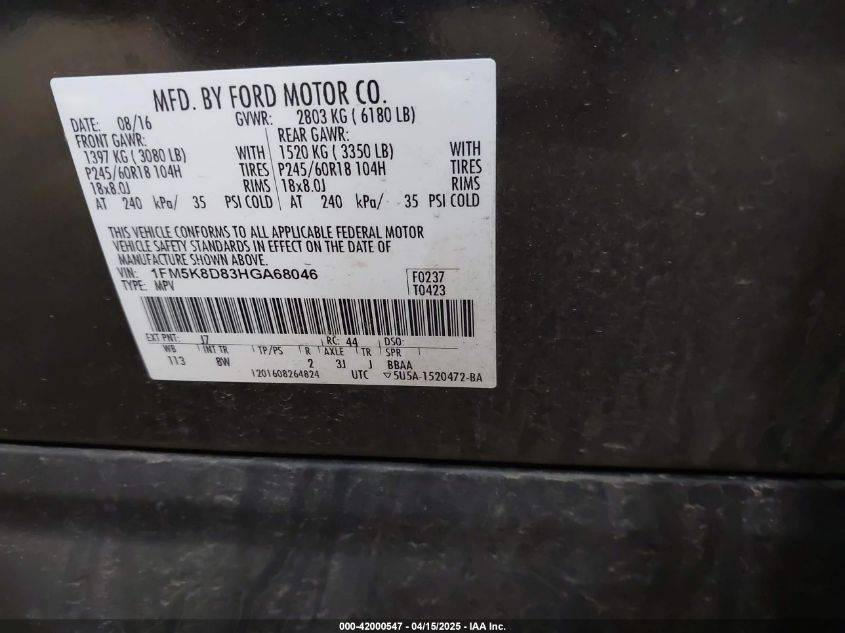 MFD. BY FORD MOTOR CO.
DATE: 08/16 GVWR: 2803 KG ( 6180 LB)
FRONT GAWR: REAR GAWR:
1397 KG ( 3080 LB) WITH 1520 KG ( 3350 LB) WITH
P245/60R18 104H TIRES P245/60R18 104H TIRES
18x8.0J RIMS 18x8.0J RIMS
AT 240 kPa/ 35 PSI COLD AT 240 kPa/ 35 PSI COLD
THIS VEHICLE CONFORMS TO ALL APPLICABLE FEDERAL MOTOR
VEHICLE SAFETY STANDARDS IN EFFECT ON THE DATE OF
MANUFACTURE SHOWN ABOVE.
VIN: 1FM5K8D83HGA68046 F0237
TYPE: MPV T0423
EXT PNT: J7 RC: 44 DSO:
WB INT TR TP/PS R AXLE TR SPR
113 8W 2 3J J BBAA
1201608264824 UTC ▽5U5A-1520472-BA
000-42000547 - 04/15/2025 - IAA Inc.